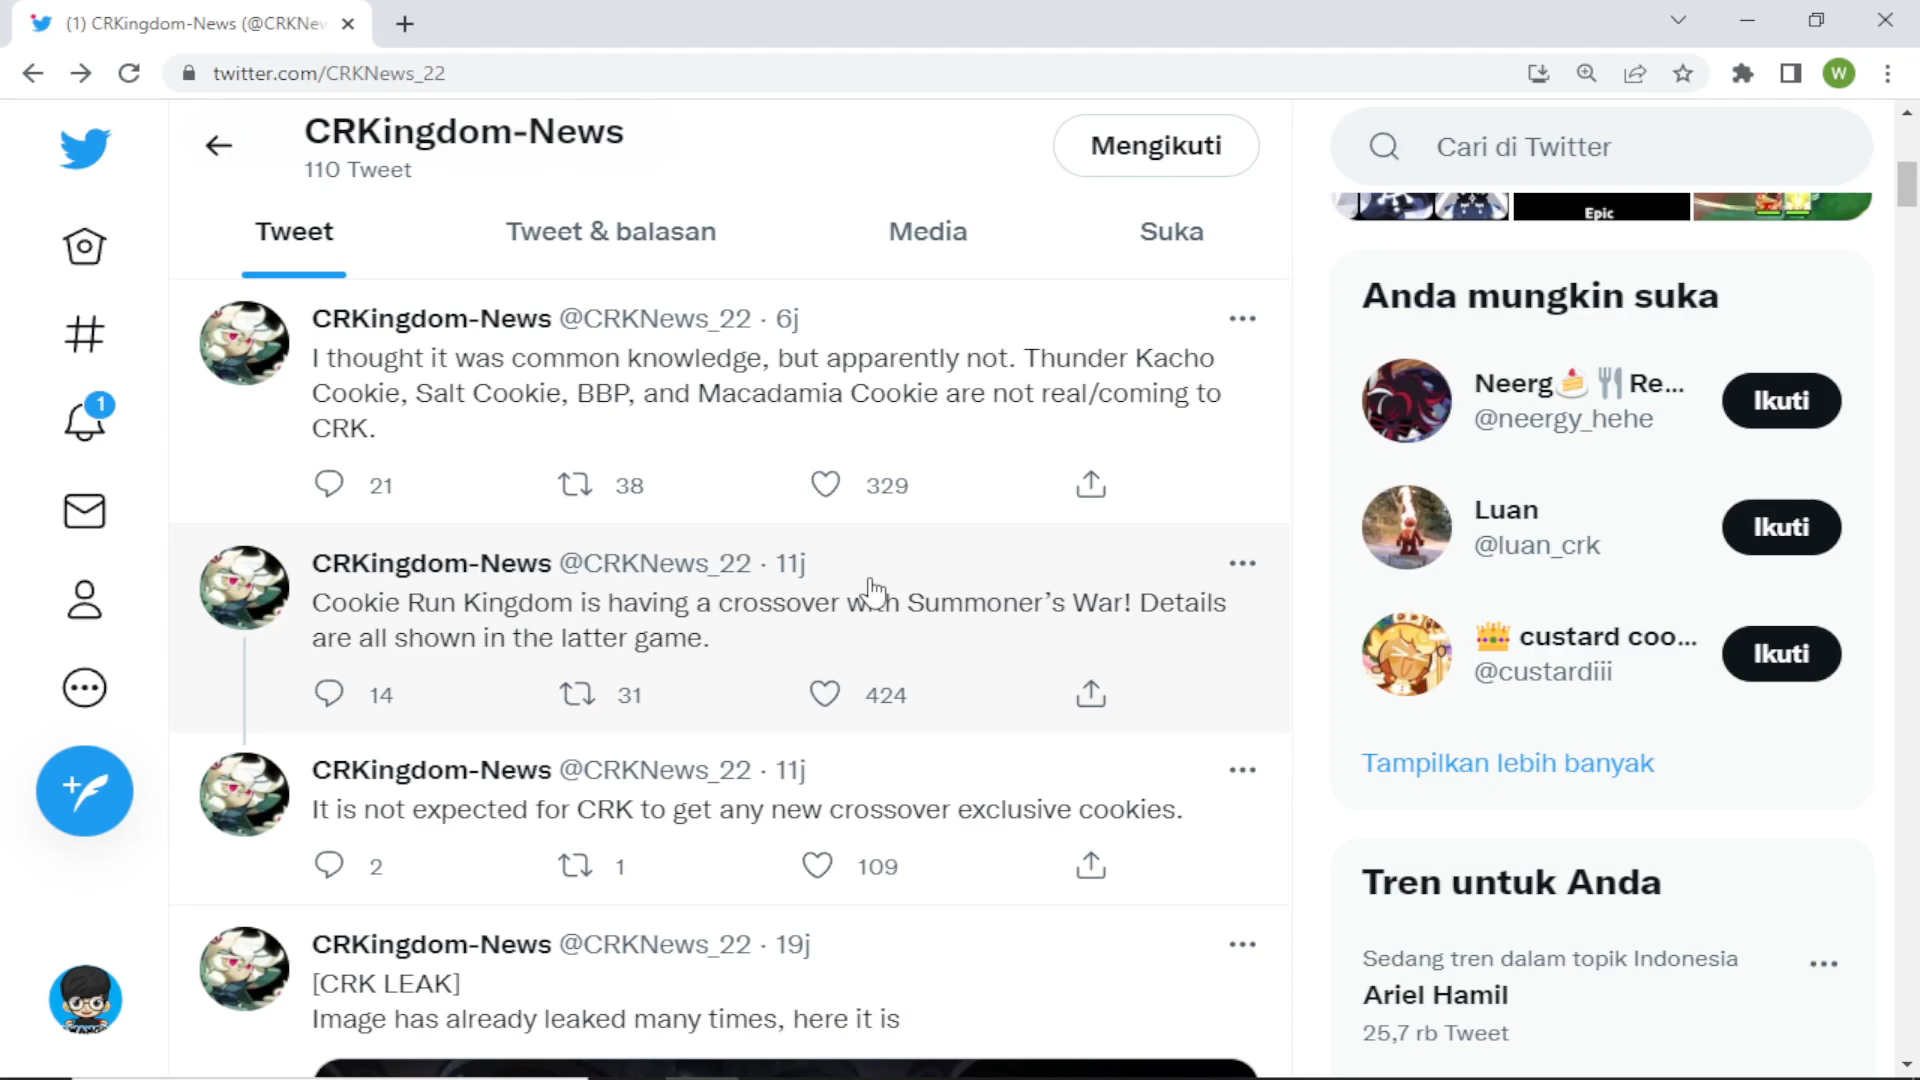 (1) CRKingdom-News (@CRKNew
twitter.com/CRKNews_22
W
CRKingdom-News
110 Tweet
Mengikuti
Tweet
Tweet & balasan
Media
Suka
CRKingdom-News @CRKNews_22 · 6j
I thought it was common knowledge, but apparently not. Thunder Kacho
Cookie, Salt Cookie, BBP, and Macadamia Cookie are not real/coming to
CRK.
21
38
329
CRKingdom-News @CRKNews_22 · 11j
Cookie Run Kingdom is having a crossover with Summoner's War! Details
are all shown in the latter game.
14
31
424
CRKingdom-News @CRKNews_22 · 11j
It is not expected for CRK to get any new crossover exclusive cookies.
2
1
109
CRKingdom-News @CRKNews_22 · 19j
[CRK LEAK]
Image has already leaked many times, here it is
1
Cari di Twitter
Epic
Anda mungkin suka
Neerg🍰🍴Re...
@neergy_hehe
Ikuti
Luan
@luan_crk
Ikuti
👑 custard coo...
@custardiii
Ikuti
Tampilkan lebih banyak
Tren untuk Anda
Sedang tren dalam topik Indonesia
Ariel Hamil
25,7 rb Tweet